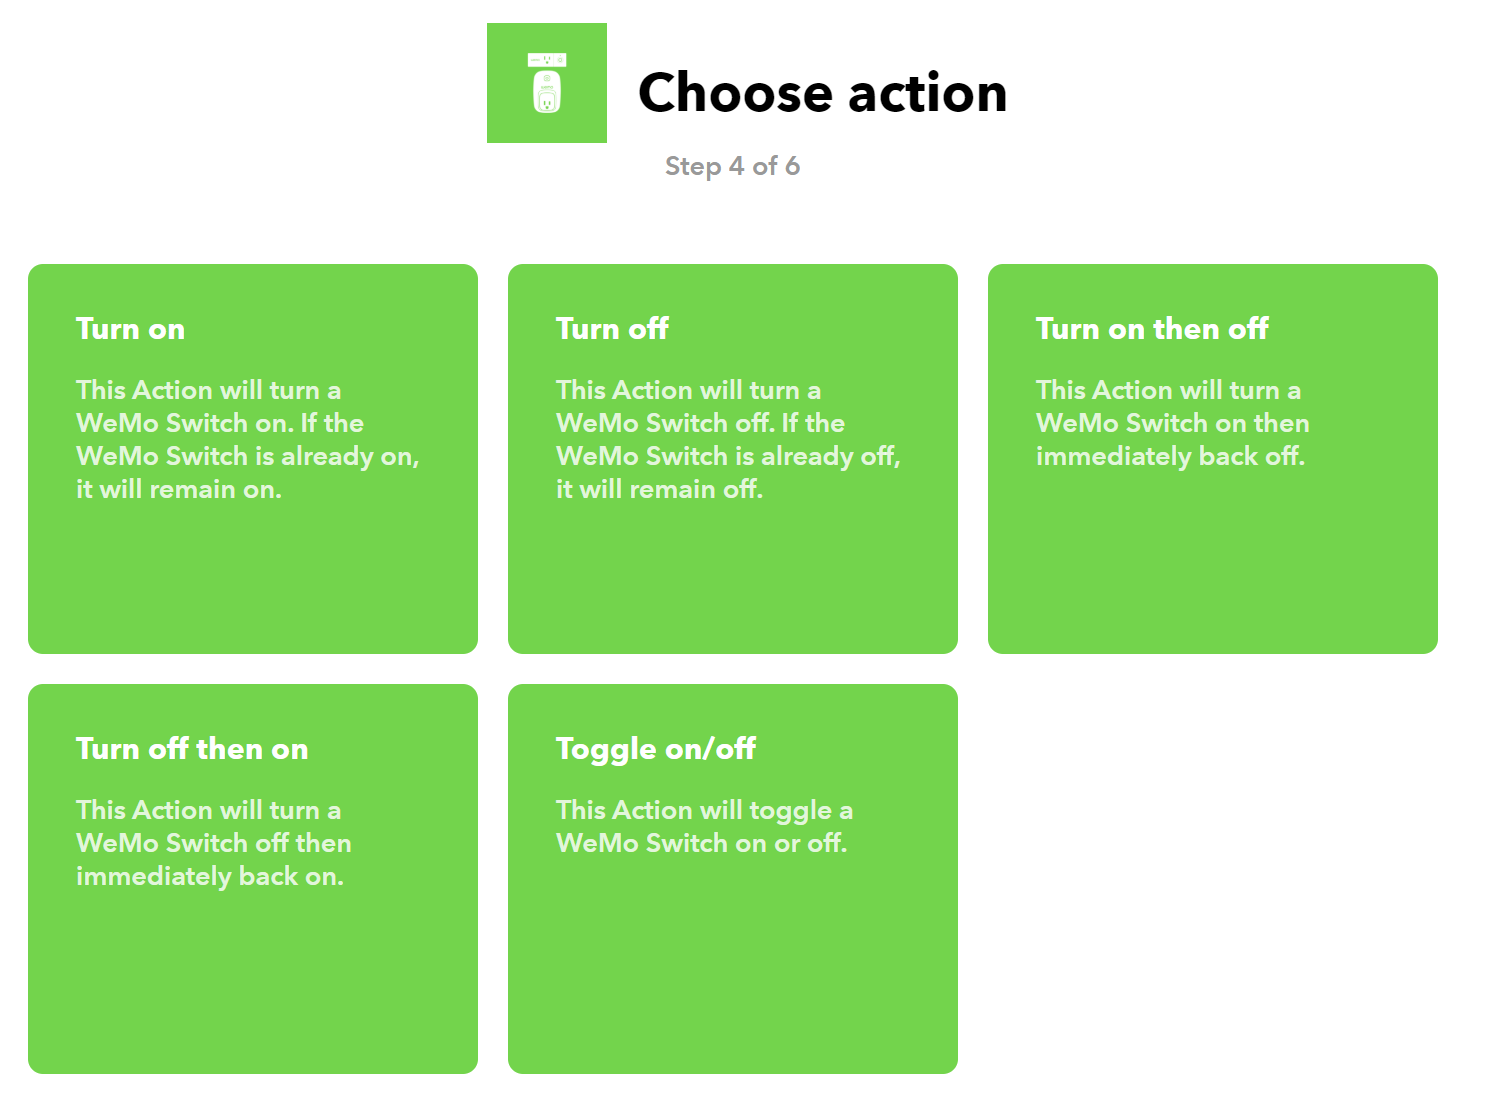 Choose action
Step 4 of 6
Turn on
This Action will turn a
WeMo Switch on. If the
WeMo Switch is already on,
it will remain on.
Turn off
This Action will turn a
WeMo Switch off. If the
WeMo Switch is already off,
it will remain off.
Turn on then off
This Action will turn a
WeMo Switch on then
immediately back off.
Turn off then on
This Action will turn a
WeMo Switch off then
immediately back on.
Toggle on/off
This Action will toggle a
WeMo Switch on or off.